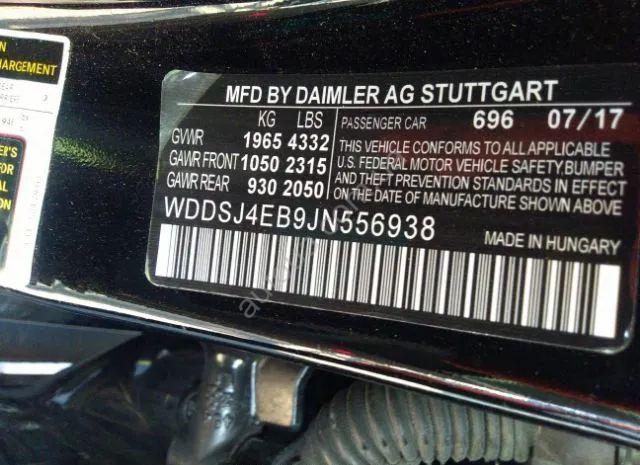 ON
HARGEMENT
MFD BY DAIMLER AG STUTTGART
KG LBS
GVWR 1965 4332
GAWR FRONT 1050 2315
GAWR REAR 930 2050
PASSENGER CAR 696 07/17
THIS VEHICLE CONFORMS TO ALL APPLICABLE
U.S. FEDERAL MOTOR VEHICLE SAFETY, BUMPER
AND THEFT PREVENTION STANDARDS IN EFFECT
ON THE DATE OF MANUFACTURE SHOWN ABOVE.
WDDSJ4EB9JN556938
MADE IN HUNGARY